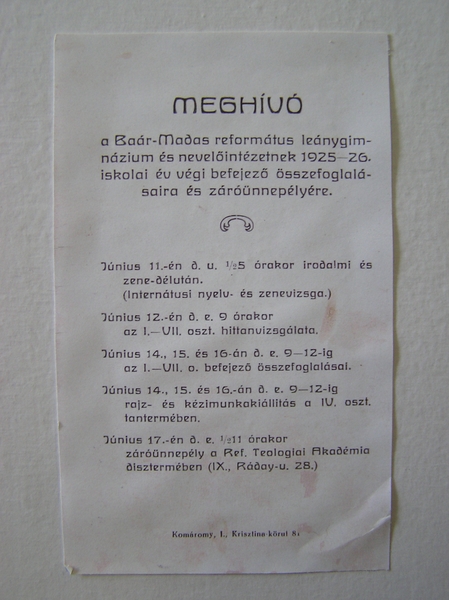 MEGHÍVÓ
a Baár-Madas református leánygim-
názium és nevelőintézetnek 1925—26.
iskolai év végi befejező összefoglalá-
saira és záróünnepélyére.
Június 11.-én d. u. ½5 órakor irodalmi és
zene-délután.
(Internátusi nyelv- és zenevizsga.)
Június 12.-én d. e. 9 órakor
az I.—VII. oszt. hittanvizsgálata.
Június 14., 15. és 16-án d. e. 9—12-ig
az I.—VII. o. befejező összefoglalásai.
Június 14., 15. és 16.-án d. e. 9—12-ig
rajz- és kézimunkakiállitás a IV. oszt.
tantermében.
Június 17.-én d. e. ½11 órakor
záróünnepély a Ref. Teologiai Akadémia
disztermében (IX., Ráday-u. 28.)
Komáromy, I., Krisztina körut